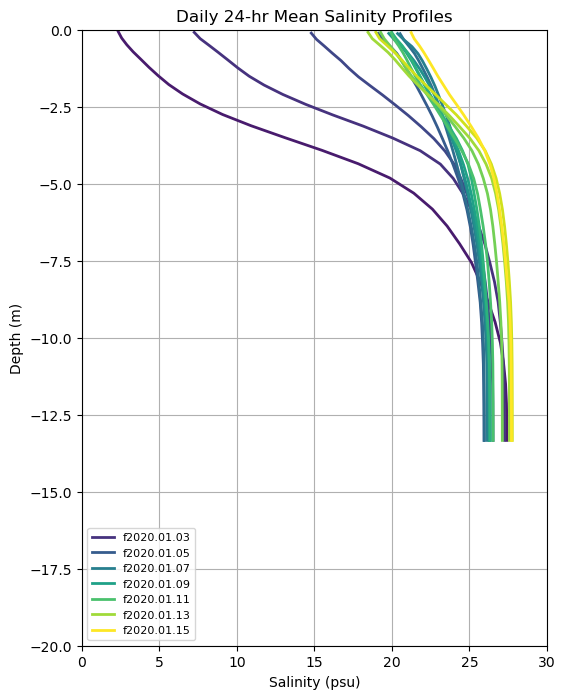 Daily 24-hr Mean Salinity Profiles
0.0
−2.5
−5.0
−7.5
−10.0
−12.5
−15.0
−17.5
−20.0
Depth (m)
f2020.01.03
f2020.01.05
f2020.01.07
f2020.01.09
f2020.01.11
f2020.01.13
f2020.01.15
0 5 10 15 20 25 30
Salinity (psu)